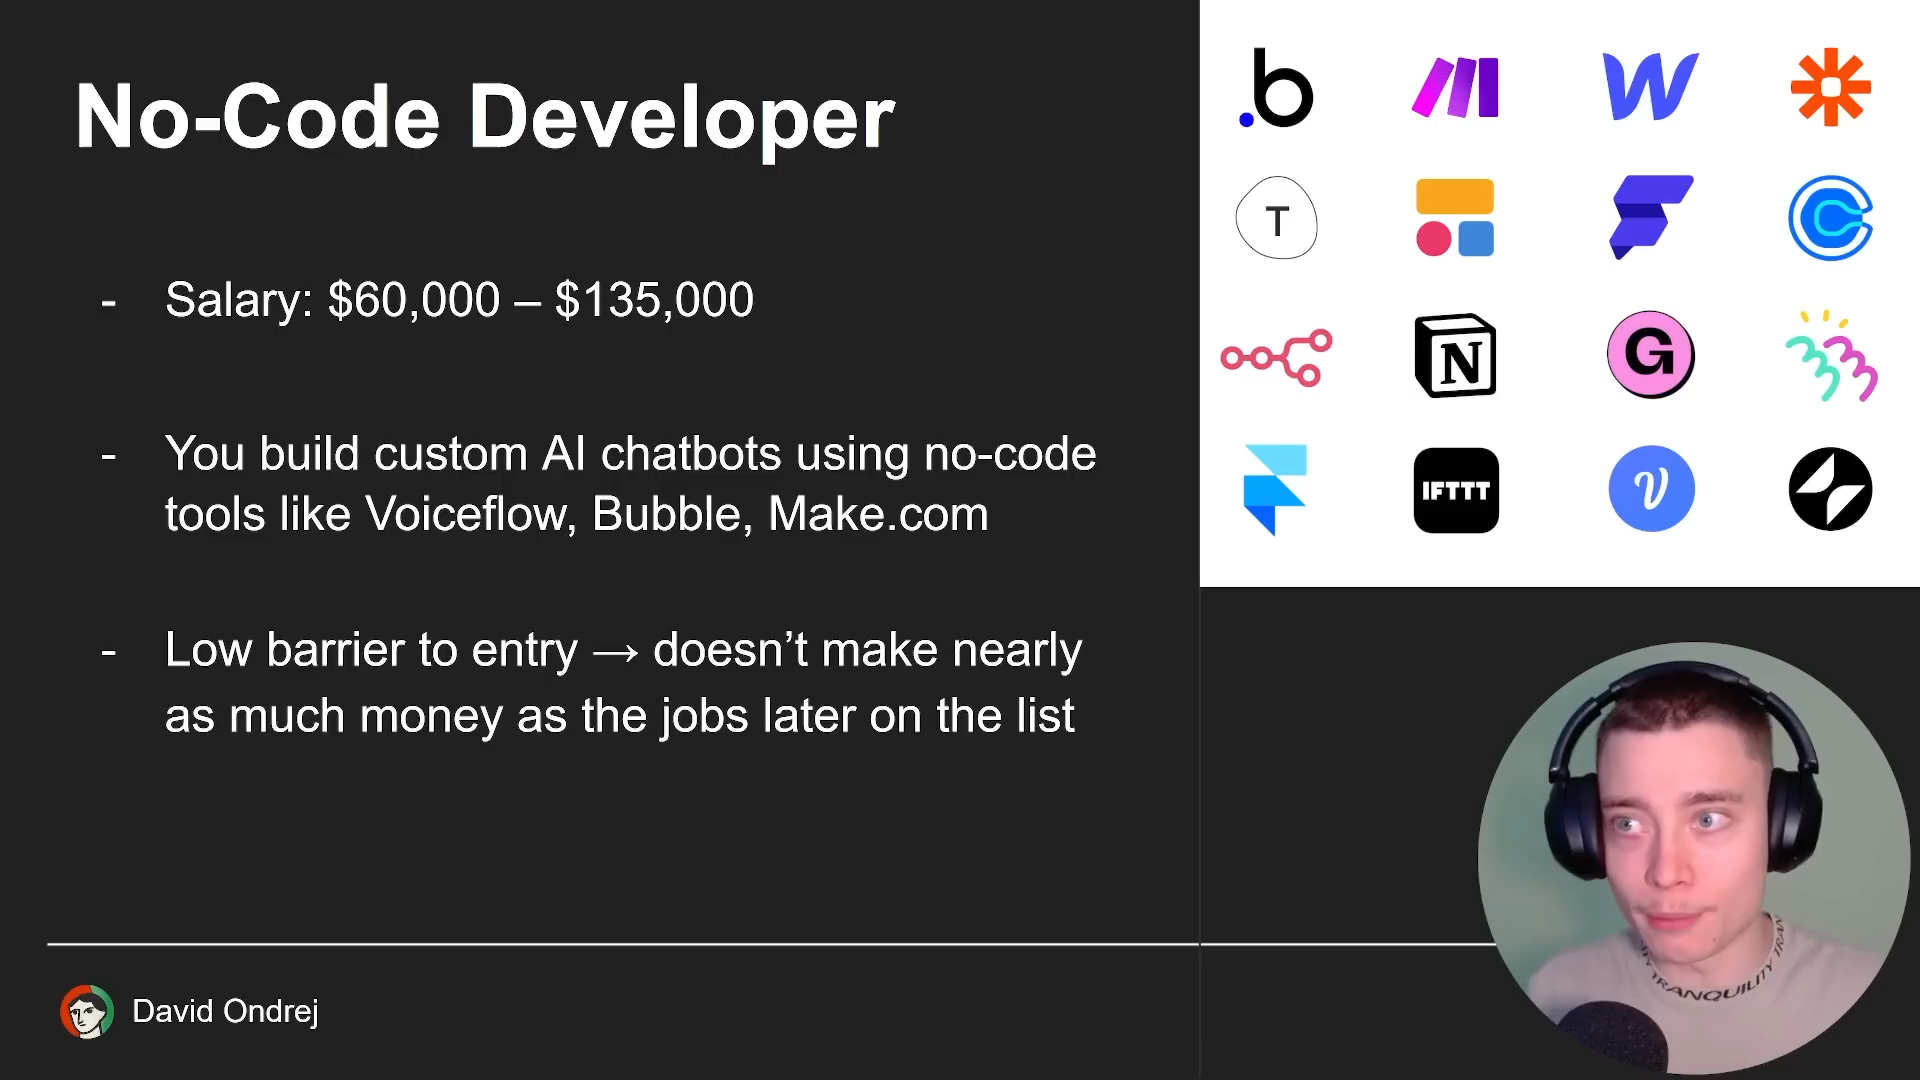 No-Code Developer
- Salary: $60,000 – $135,000
- You build custom AI chatbots using no-code
tools like Voiceflow, Bubble, Make.com
- Low barrier to entry → doesn’t make nearly
as much money as the jobs later on the list
David Ondrej
b
T
N
G
IFTTT
V
TRANQUILITY TRAN